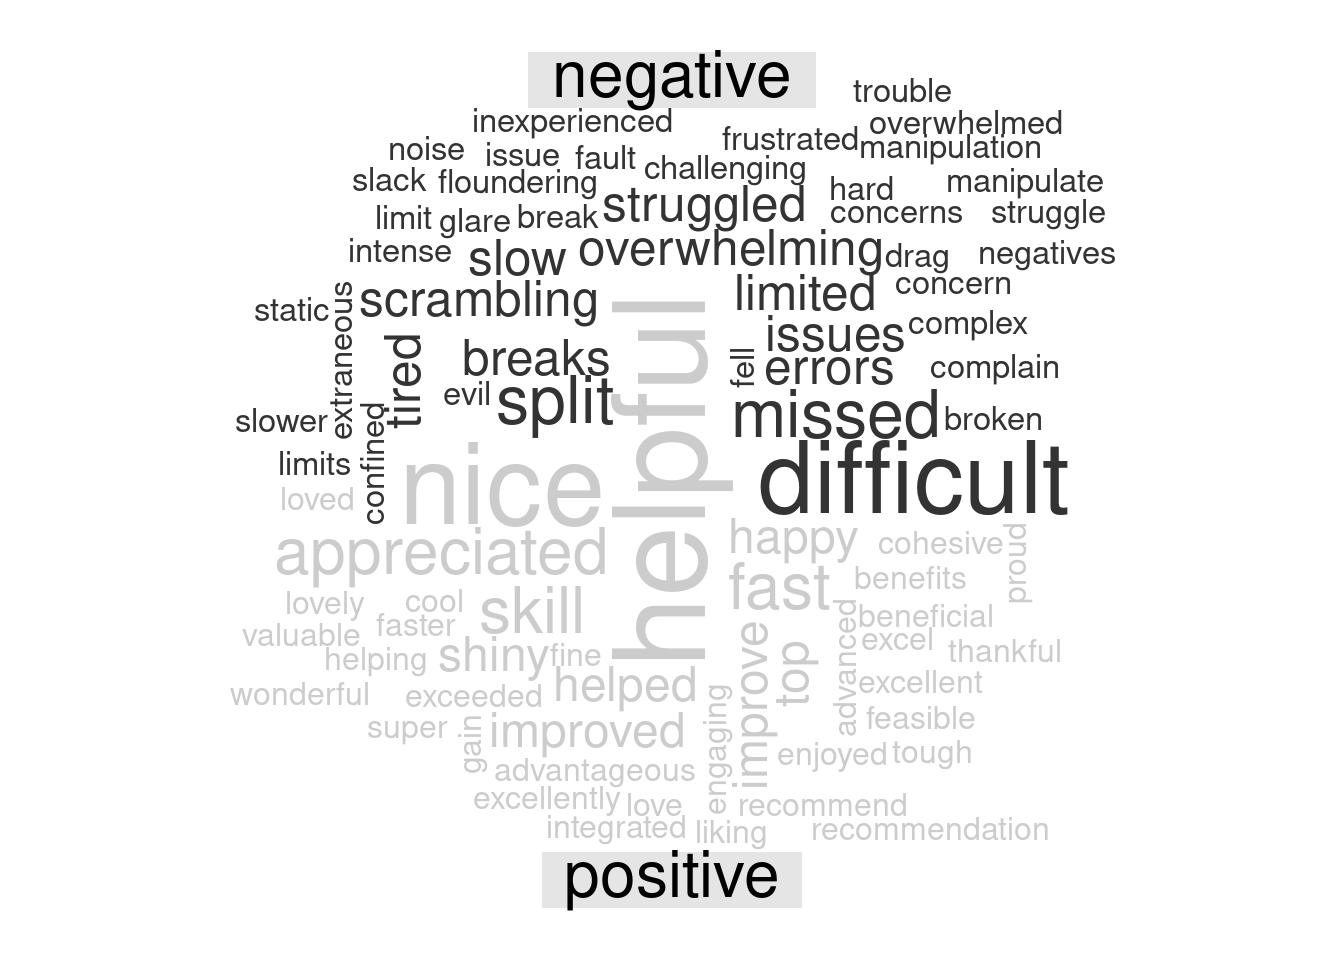 negative
trouble
inexperienced
overwhelmed
frustrated
manipulation
noise
issue
fault
challenging
slack
floundering
hard
manipulate
limit
glare
break
struggled
concerns
struggle
intense
slow
overwhelming
drag
negatives
static
extraneous
scrambling
limited
concern
tired
breaks
issues
complex
evil
split
fell
errors
complain
slower
confined
missed
broken
limits
difficult
helpful
loved
nice
appreciated
happy
cohesive
proud
fast
benefits
lovely
cool
skill
beneficial
valuable
faster
advanced
excel
helping
shiny
fine
improve
top
thankful
wonderful
exceeded
helped
excellent
super
gain
improved
engaging
feasible
advantageous
enjoyed
tough
excellently
love
recommend
integrated
liking
recommendation
positive